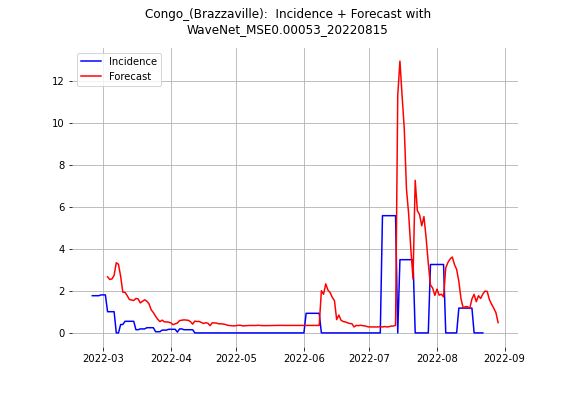 Congo_(Brazzaville):  Incidence + Forecast with
WaveNet_MSE0.00053_20220815
Incidence
Forecast
12
10
8
6
4
2
0
2022-03 2022-04 2022-05 2022-06 2022-07 2022-08 2022-09